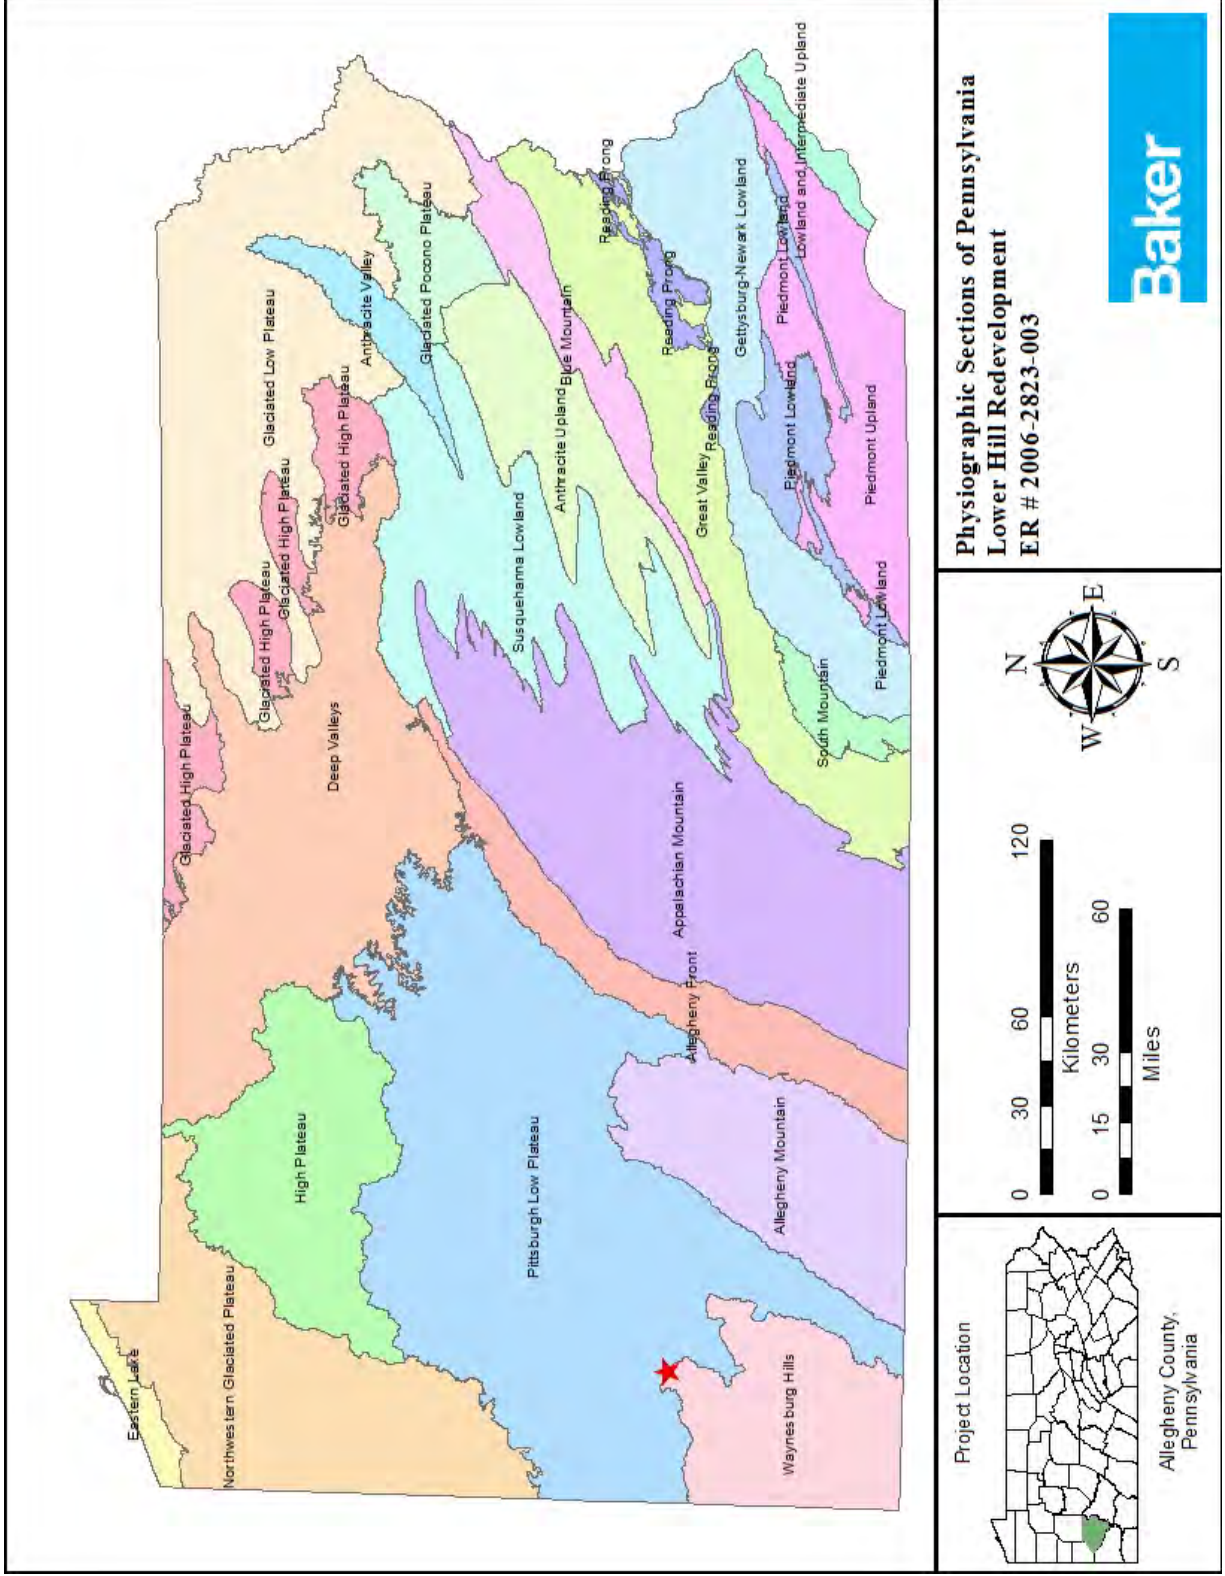 Eastern Lake
Northwestern Glaciated Plateau
High Plateau
Glaciated High Plateau
Glaciated High Plateau
Glaciated High Plateau
Glaciated High Plateau
Glaciated Low Plateau
Deep Valleys
Anthracite Valley
Glaciated Pocono Plateau
Pittsburgh Low Plateau
Susquehanna Lowland
Anthracite Upland
Blue Mountain
Reading Prong
Reading Prong
Reading Prong
Great Valley
Appalachian Mountain
Allegheny Front
Allegheny Mountain
Waynesburg Hills
Gettysburg-Newark Lowland
Piedmont Lowland
Lowland and Intermediate Upland
Piedmont Lowland
Piedmont Upland
South Mountain
Piedmont Lowland
Project Location
Allegheny County,
Pennsylvania
0 30 60 120
Kilometers
0 15 30 60
Miles
N
W E
S
Physiographic Sections of Pennsylvania
Lower Hill Redevelopment
ER # 2006-2823-003
Baker